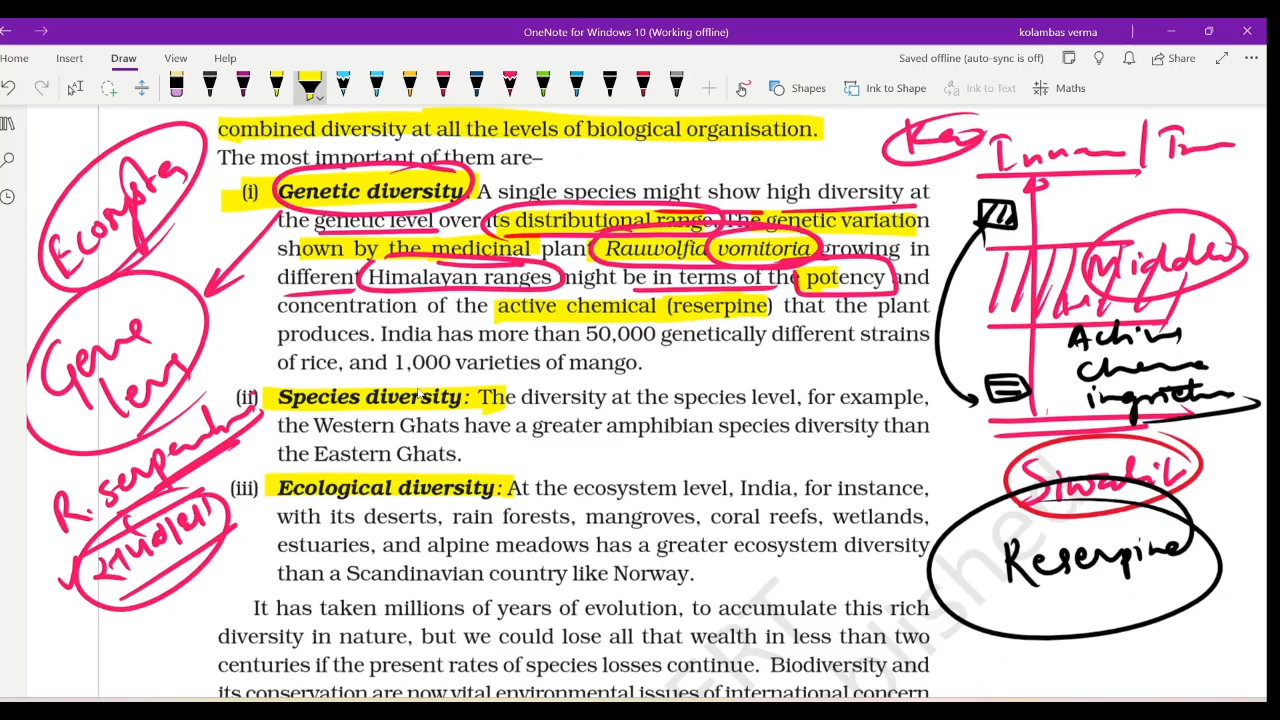 OneNote for Windows 10 (Working offline)
kolambas verma
Home Insert Draw View Help
Saved offline (auto-sync is off)
Share
Shapes
Ink to Shape
Ink to Text
Maths
combined diversity at all the levels of biological organisation.
The most important of them are–
(i) Genetic diversity: A single species might show high diversity at
the genetic level over its distributional range. The genetic variation
shown by the medicinal plant Rauwolfia vomitoria growing in
different Himalayan ranges might be in terms of the potency and
concentration of the active chemical (reserpine) that the plant
produces. India has more than 50,000 genetically different strains
of rice, and 1,000 varieties of mango.
(ii) Species diversity: The diversity at the species level, for example,
the Western Ghats have a greater amphibian species diversity than
the Eastern Ghats.
(iii) Ecological diversity: At the ecosystem level, India, for instance,
with its deserts, rain forests, mangroves, coral reefs, wetlands,
estuaries, and alpine meadows has a greater ecosystem diversity
than a Scandinavian country like Norway.
It has taken millions of years of evolution, to accumulate this rich
diversity in nature, but we could lose all that wealth in less than two
centuries if the present rates of species losses continue. Biodiversity and
its conservation are now vital environmental issues of international concern
Gene
R.
Middle
Active
Reserpine